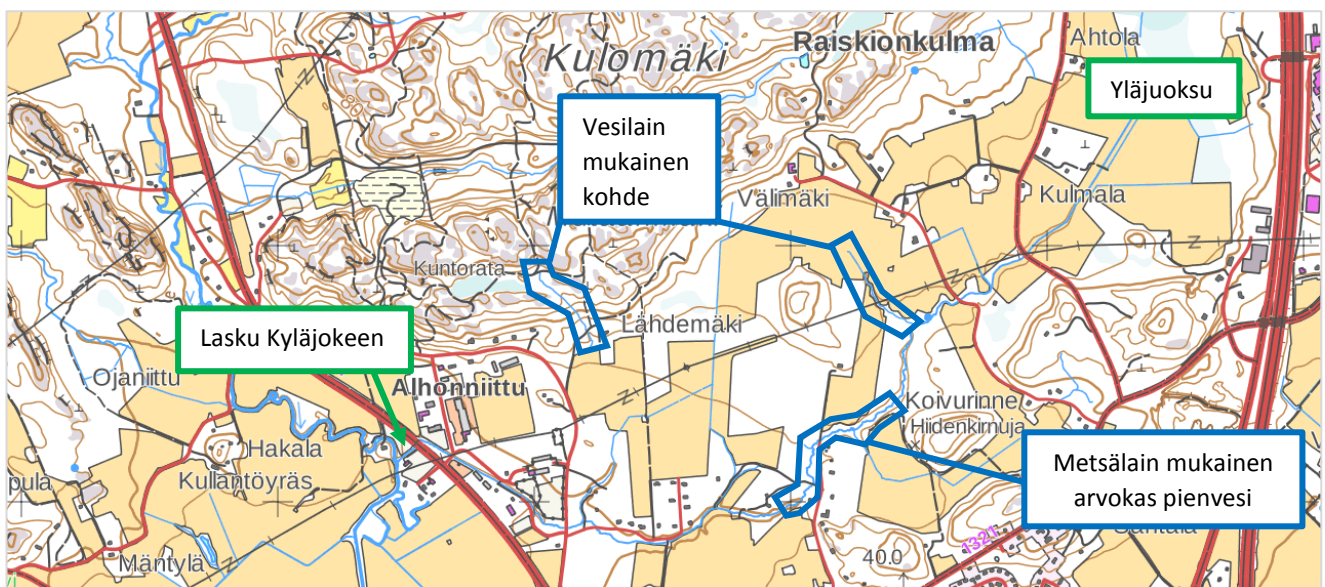 Kulomäki
Raiskionkulma
Ahtola
Yläjuoksu
Vesilain
mukainen
kohde
Välimäki
Kulmala
Z
Z
Kuntorata
Lähdemäki
Lasku Kyläjokeen
Ojaniittu
Alhonniittu
Koivurinne
Hiidenkirnuja
Hakala
Kullantöyräs
pula
Metsälain mukainen
arvokas pienvesi
Mäntylä
40.0
1321
Z
Z